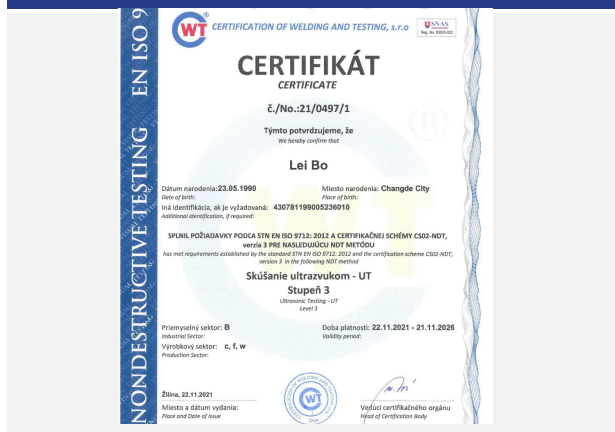 NONDESTRUCTIVE TESTING EN ISO 9
CWT
CERTIFICATION OF WELDING AND TESTING, s.r.o
SNAS
CERTIFIKÁT
CERTIFICATE
č./No.:21/0497/1
Týmto potvrdzujeme, že
We hereby confirm that
Lei Bo
Dátum narodenia:23.05.1990 Miesto narodenia: Changde City
Date of birth: Place of birth:
Iná identifikácia, ak je vyžadovaná: 430781199005236010
Additional identification, if required:
SPLNIL POŽIADAVKY PODĽA STN EN ISO 9712: 2012 A CERTIFIKAČNEJ SCHÉMY CS02-NDT,
verzia 3 PRE NASLEDUJÚCU NDT METÓDU
has met requirements established by the standard STN EN ISO 9712: 2012 and the certification scheme CS02-NDT,
version 3 in the following NDT method
Skúšanie ultrazvukom - UT
Stupeň 3
Ultrasonic Testing - UT
Level 3
Priemyselný sektor: B Doba platnosti: 22.11.2021 - 21.11.2026
Industrial Sector: Validity period:
Výrobkový sektor: c, f, w
Production Sector:
Žilina, 22.11.2021
Miesto a dátum vydania: Vedúci certifikačného orgánu
Place and Date of Issue Head of Certification Body